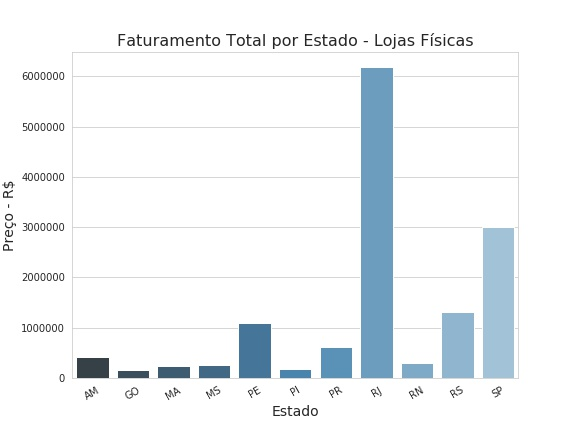 Faturamento Total por Estado - Lojas Físicas
Preço - R$
6000000
5000000
4000000
3000000
2000000
1000000
0
AM
GO
MA
MS
PE
PI
PR
RJ
RN
RS
SP
Estado